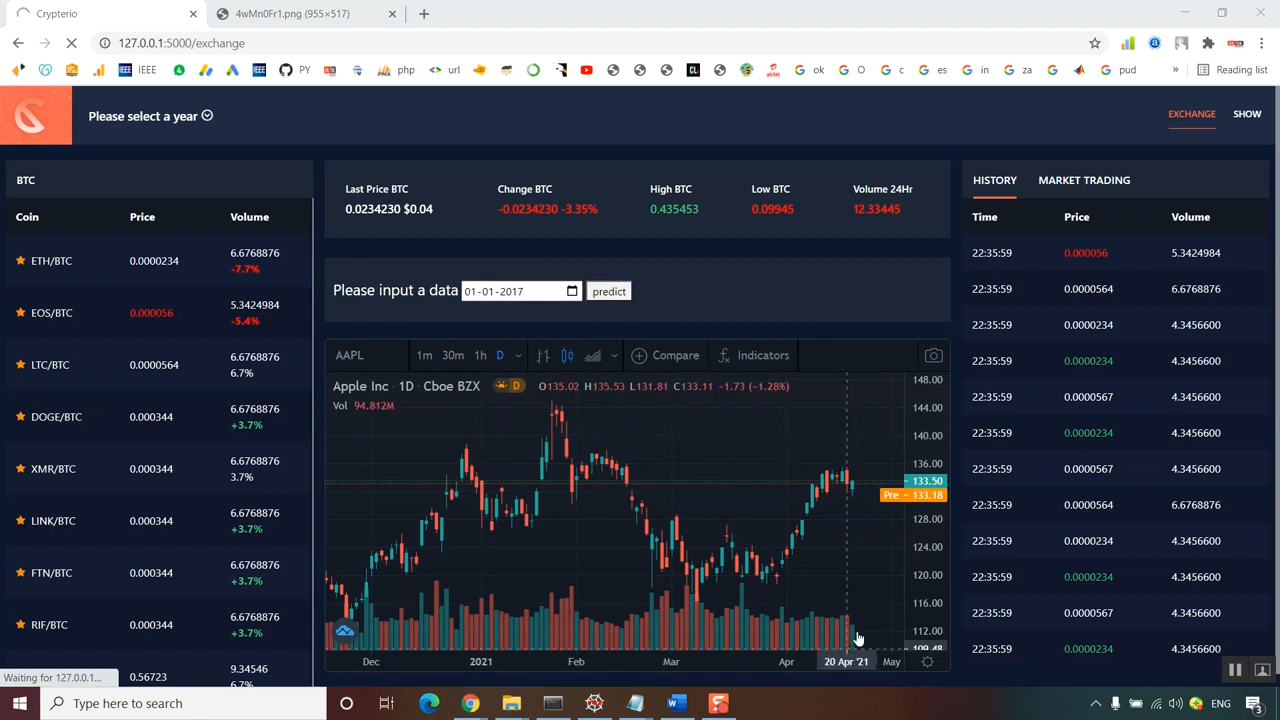 Crypterio
4wMn0Fr1.png (955×517)
127.0.0.1:5000/exchange
IEEE IEEE PY php url ok O c es in za pud » Reading list
Please select a year
EXCHANGE SHOW
BTC
Coin Price Volume
ETH/BTC 0.0000234 6.6768876
-7.7%
EOS/BTC 0.000056 5.3424984
-5.4%
LTC/BTC 0.0000564 6.6768876
6.7%
DOGE/BTC 0.000344 6.6768876
+3.7%
XMR/BTC 0.000344 6.6768876
3.7%
LINK/BTC 0.000344 6.6768876
+3.7%
FTN/BTC 0.000344 6.6768876
+3.7%
RIF/BTC 0.000344 6.6768876
+3.7%
0.56723 9.34546
6.7%
Last Price BTC Change BTC High BTC Low BTC Volume 24Hr
0.0234230 $0.04 -0.0234230 -3.35% 0.435453 0.09945 12.33445
Please input a data 01-01-2017 predict
AAPL 1m 30m 1h D Compare Indicators
Apple Inc · 1D · Cboe BZX D O135.02 H135.53 L131.81 C133.11 -1.73 (-1.28%)
Vol 94.812M
148.00
144.00
140.00
136.00
133.50
Pre 133.18
128.00
124.00
120.00
116.00
112.00
109.48
Dec 2021 Feb Mar Apr 20 Apr '21 May
HISTORY MARKET TRADING
Time Price Volume
22:35:59 0.000056 5.3424984
22:35:59 0.0000564 6.6768876
22:35:59 0.0000234 4.3456600
22:35:59 0.0000234 4.3456600
22:35:59 0.0000567 4.3456600
22:35:59 0.0000234 4.3456600
22:35:59 0.0000567 4.3456600
22:35:59 0.0000564 6.6768876
22:35:59 0.0000234 4.3456600
22:35:59 0.0000234 4.3456600
22:35:59 0.0000567 4.3456600
22:35:59 0.0000234 4.3456600
Waiting for 127.0.0.1...
Type here to search
ENG
3